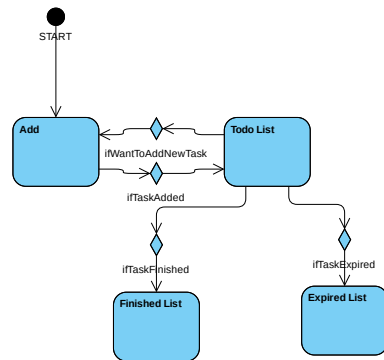 START
Add
Todo List
ifWantToAddNewTask
ifTaskAdded
ifTaskFinished
ifTaskExpired
Finished List
Expired List